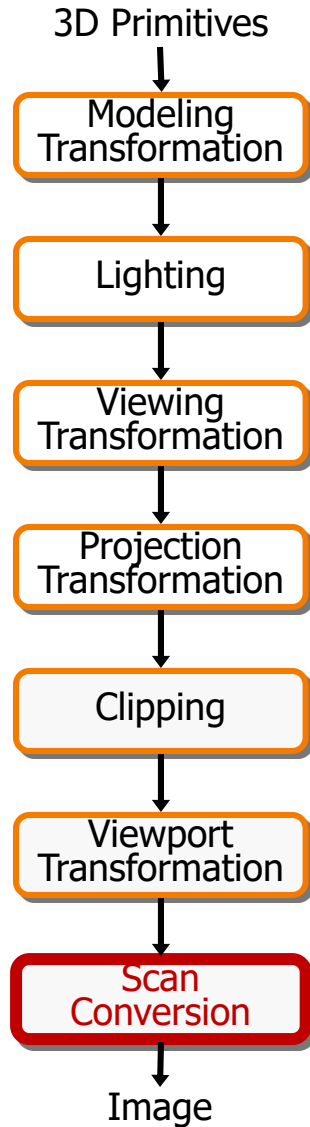 3D Primitives
Modeling
Transformation
Lighting
Viewing
Transformation
Projection
Transformation
Clipping
Viewport
Transformation
Scan
Conversion
Image